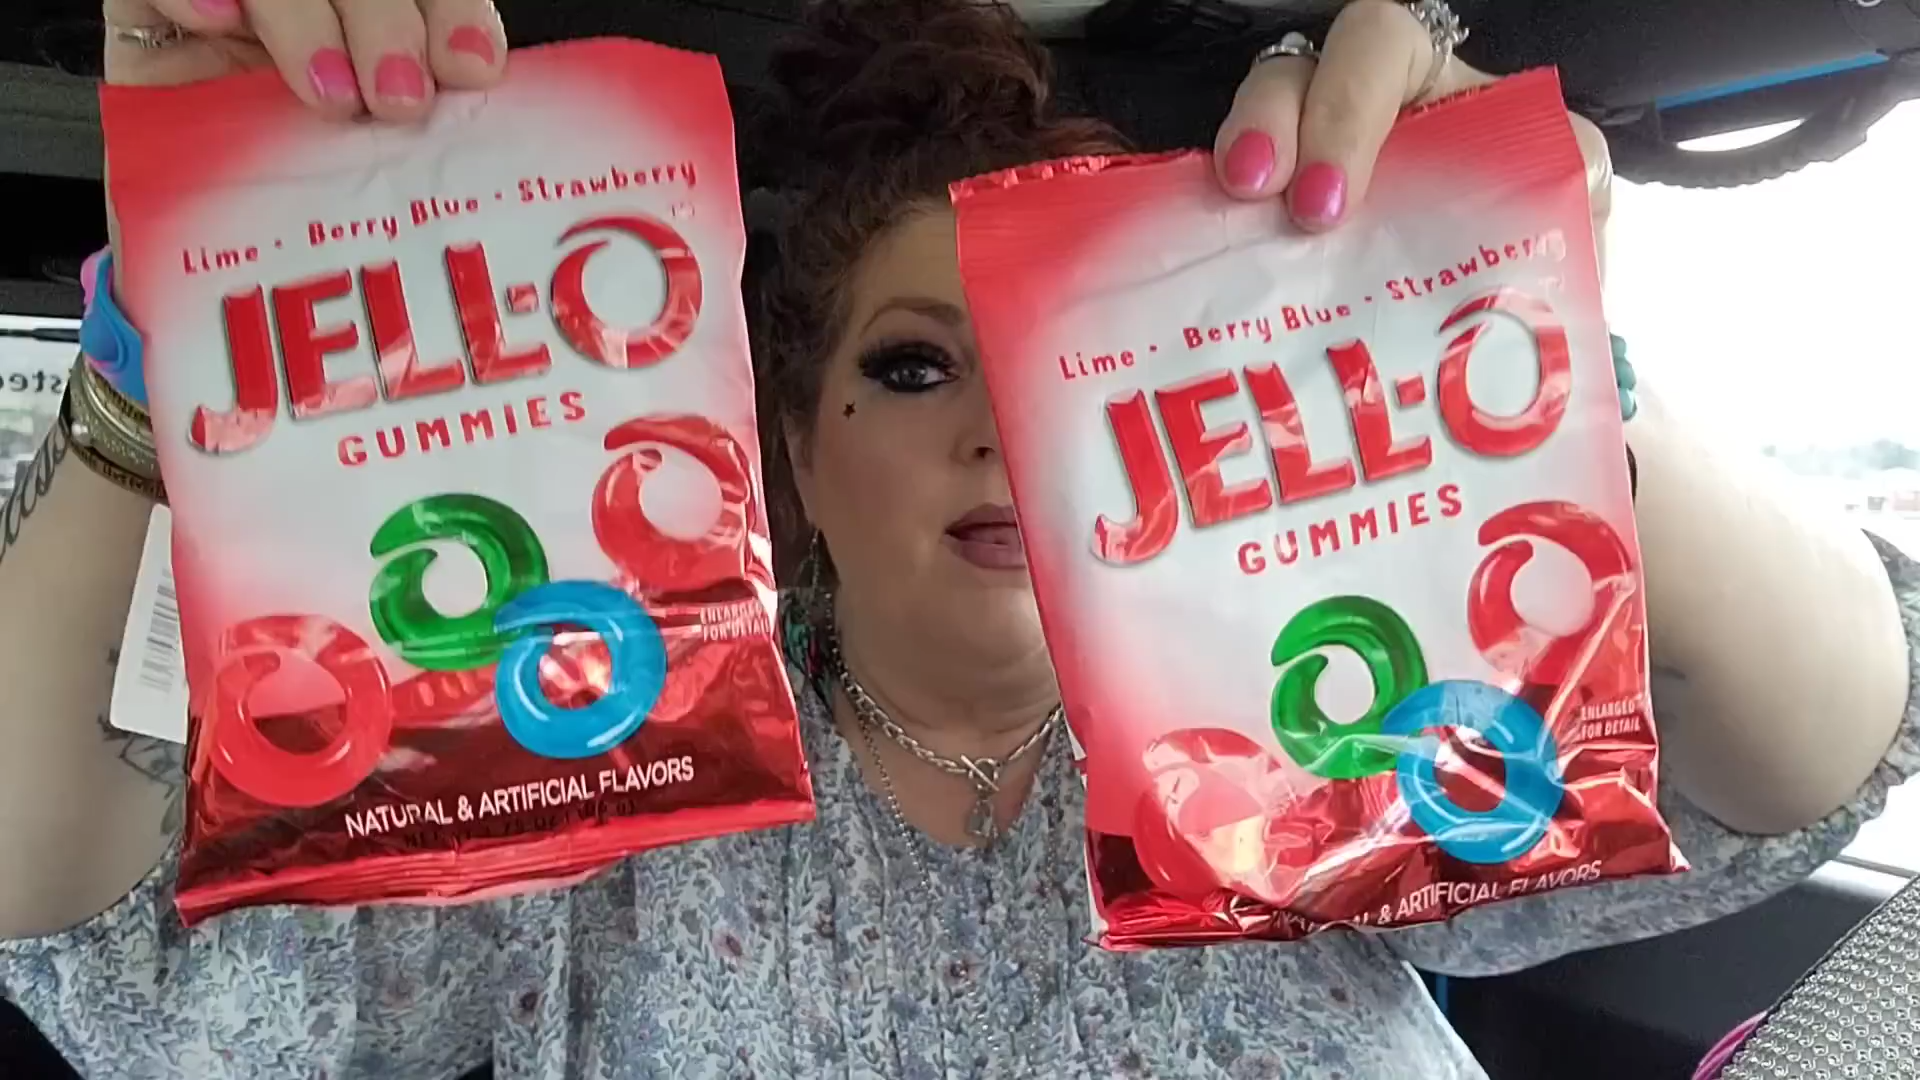 Lime • Berry Blue • Strawberry
JELL-O
GUMMIES
ENLARGED
FOR DETAIL
NATURAL & ARTIFICIAL FLAVORS
Lime • Berry Blue • Strawberry
JELL-O
GUMMIES
ENLARGED
FOR DETAIL
NATURAL & ARTIFICIAL FLAVORS